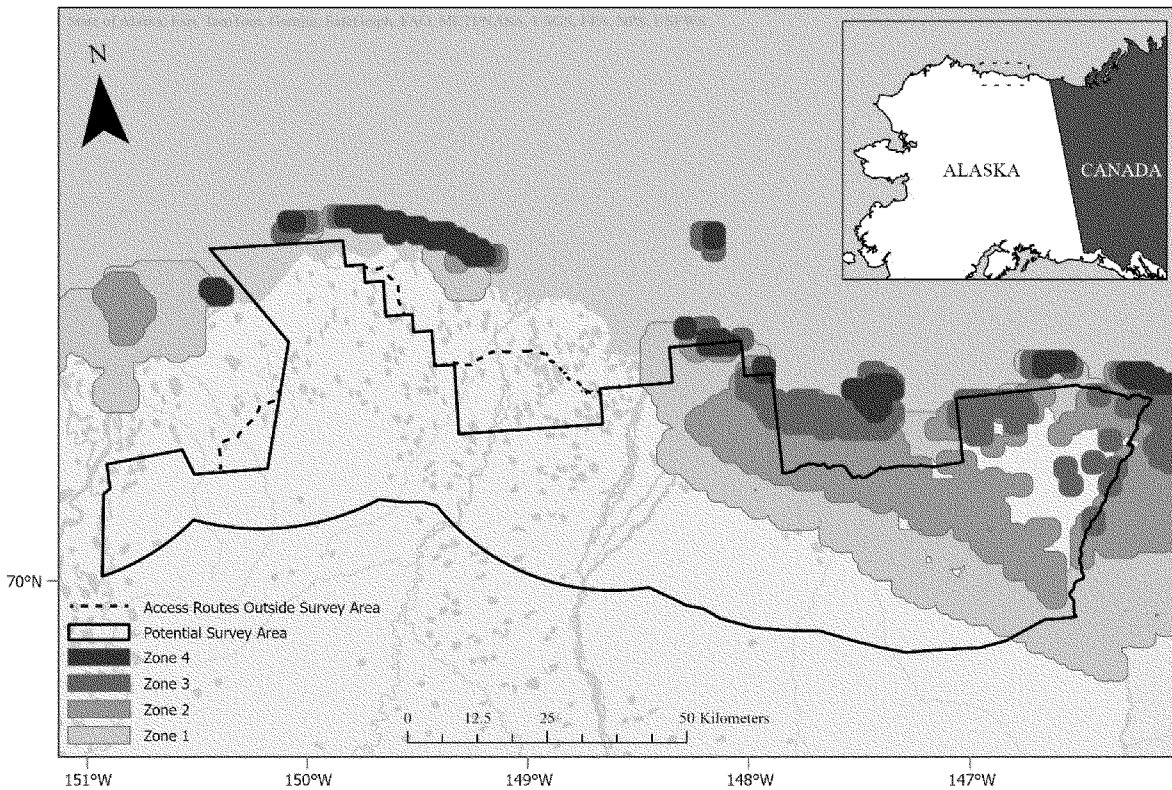 N
ALASKA
CANADA
70°N
Access Routes Outside Survey Area
Potential Survey Area
Zone 4
Zone 3
Zone 2
Zone 1
0 12.5 25 50 Kilometers
151°W 150°W 149°W 148°W 147°W